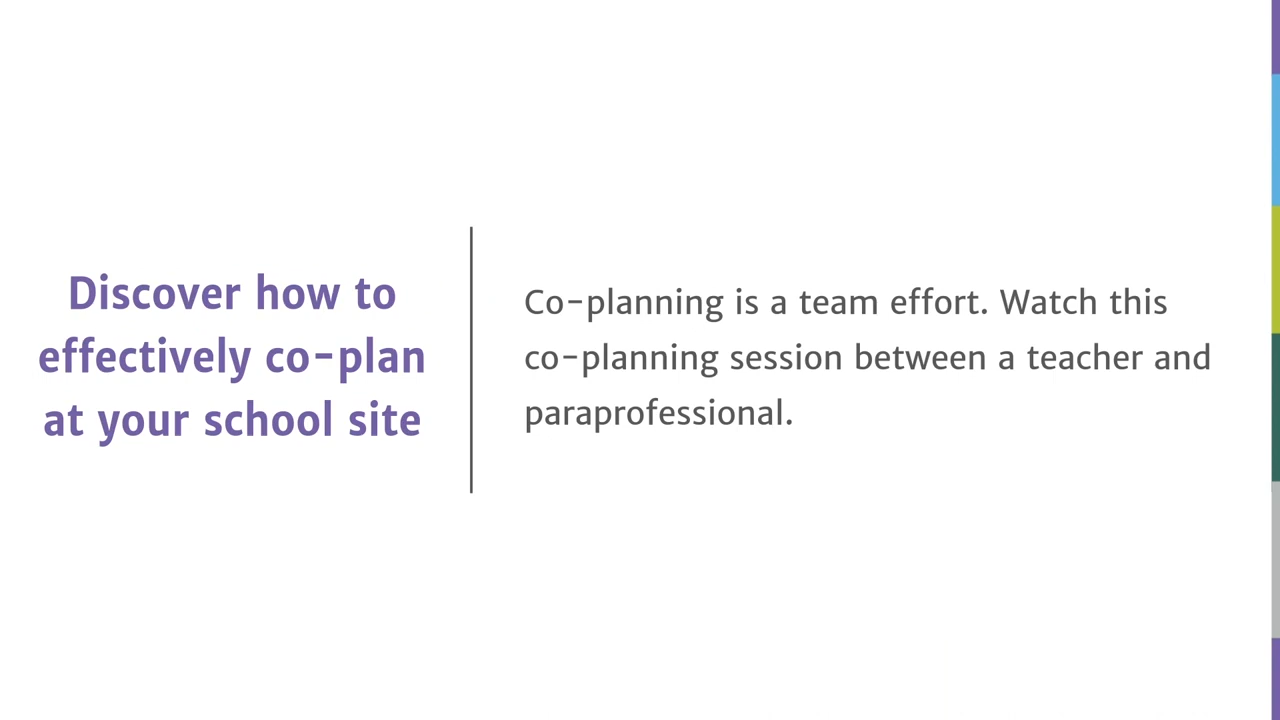 Discover how to
effectively co-plan
at your school site
Co-planning is a team effort. Watch this
co-planning session between a teacher and
paraprofessional.